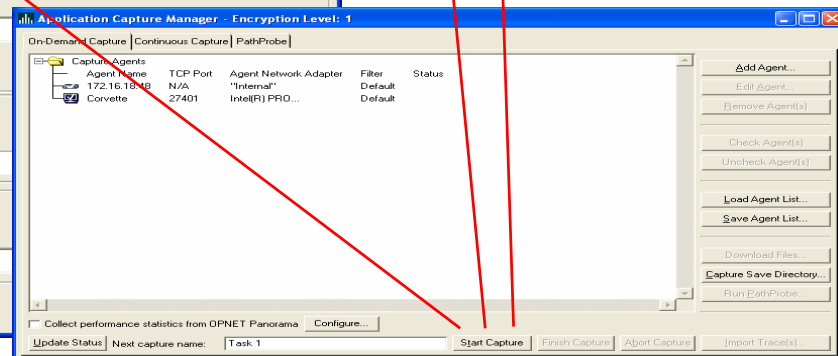 Application Capture Manager - Encryption Level: 1
On-Demand Capture Continuous Capture PathProbe
Capture Agents
Agent Name TCP Port Agent Network Adapter Filter Status
172.16.18.48 N/A "Internal" Default
Corvette 27401 Intel(R) PRO... Default
Add Agent...
Edit Agent...
Remove Agent(s)
Check Agent(s)
Uncheck Agent(s)
Load Agent List...
Save Agent List...
Download Files...
Capture Save Directory...
Run PathProbe...
Collect performance statistics from OPNET Panorama Configure...
Update Status Next capture name: Task 1 Start Capture Finish Capture Abort Capture Import Trace(s)...